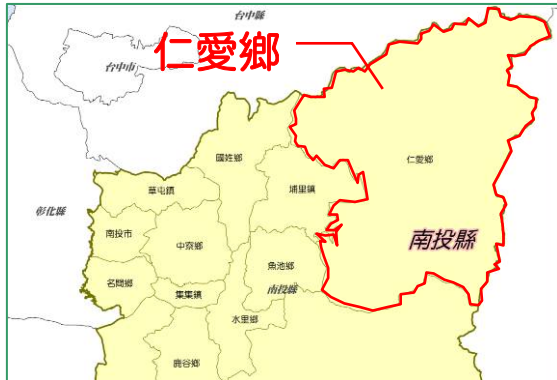 台中縣
仁愛鄉
台中市
國姓鄉
仁愛鄉
草屯鎮
埔里鎮
彰化縣
南投市
中寮鄉
南投縣
魚池鄉
名間鄉
南投縣
集集鎮
水里鄉
鹿谷鄉